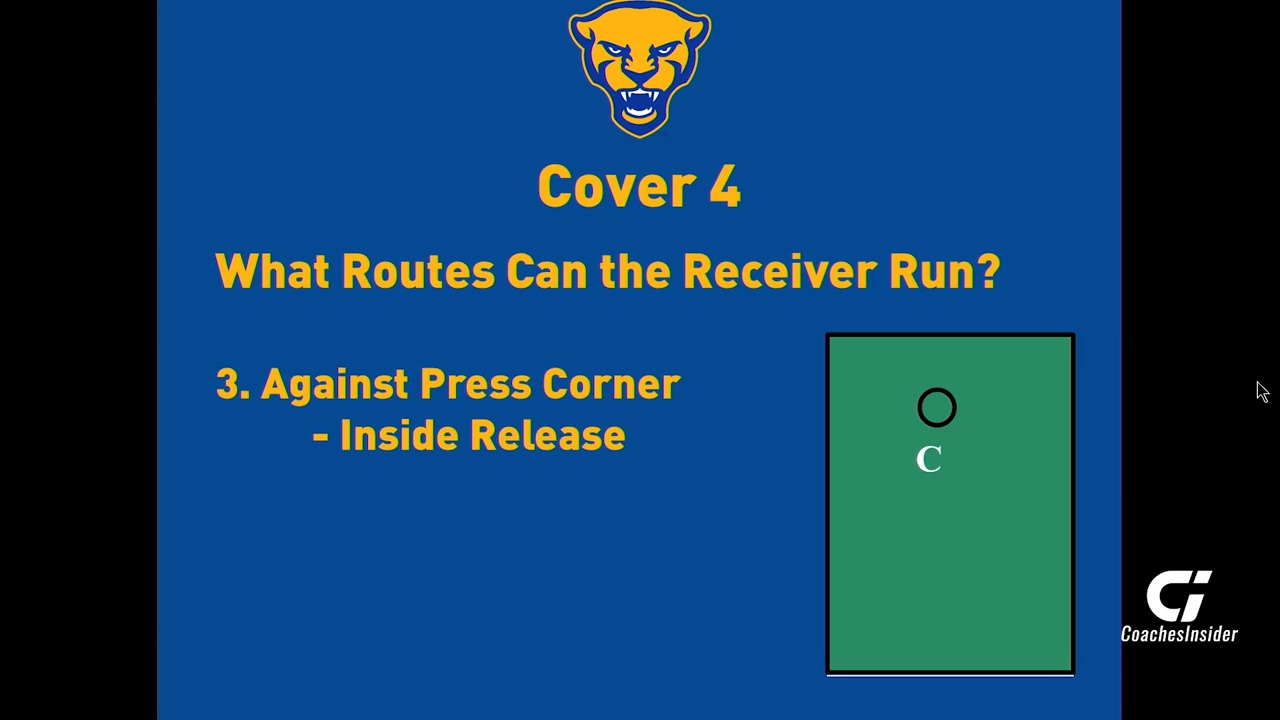 Cover 4
What Routes Can the Receiver Run?
3. Against Press Corner
- Inside Release
C
CoachesInsider